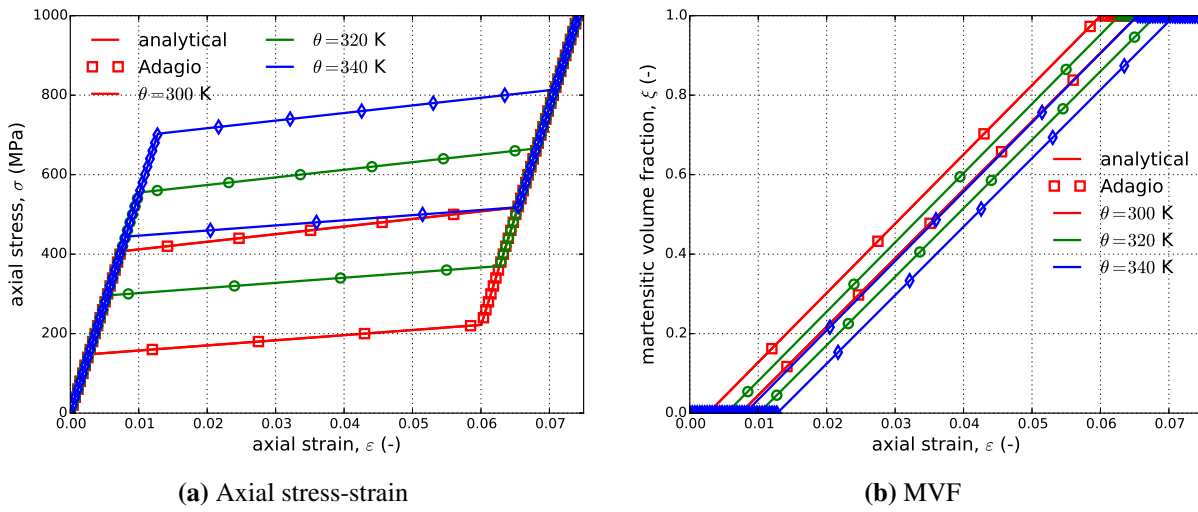 1000
800
600
400
200
0
axial stress, σ (MPa)
analytical
Adagio
θ=300 K
θ=320 K
θ=340 K
0.00 0.01 0.02 0.03 0.04 0.05 0.06 0.07
axial strain, ε (-)
(a) Axial stress-strain
1.0
0.8
0.6
0.4
0.2
0.0
martensitic volume fraction, ξ (-)
analytical
Adagio
θ=300 K
θ=320 K
θ=340 K
0.00 0.01 0.02 0.03 0.04 0.05 0.06 0.07
axial strain, ε (-)
(b) MVF